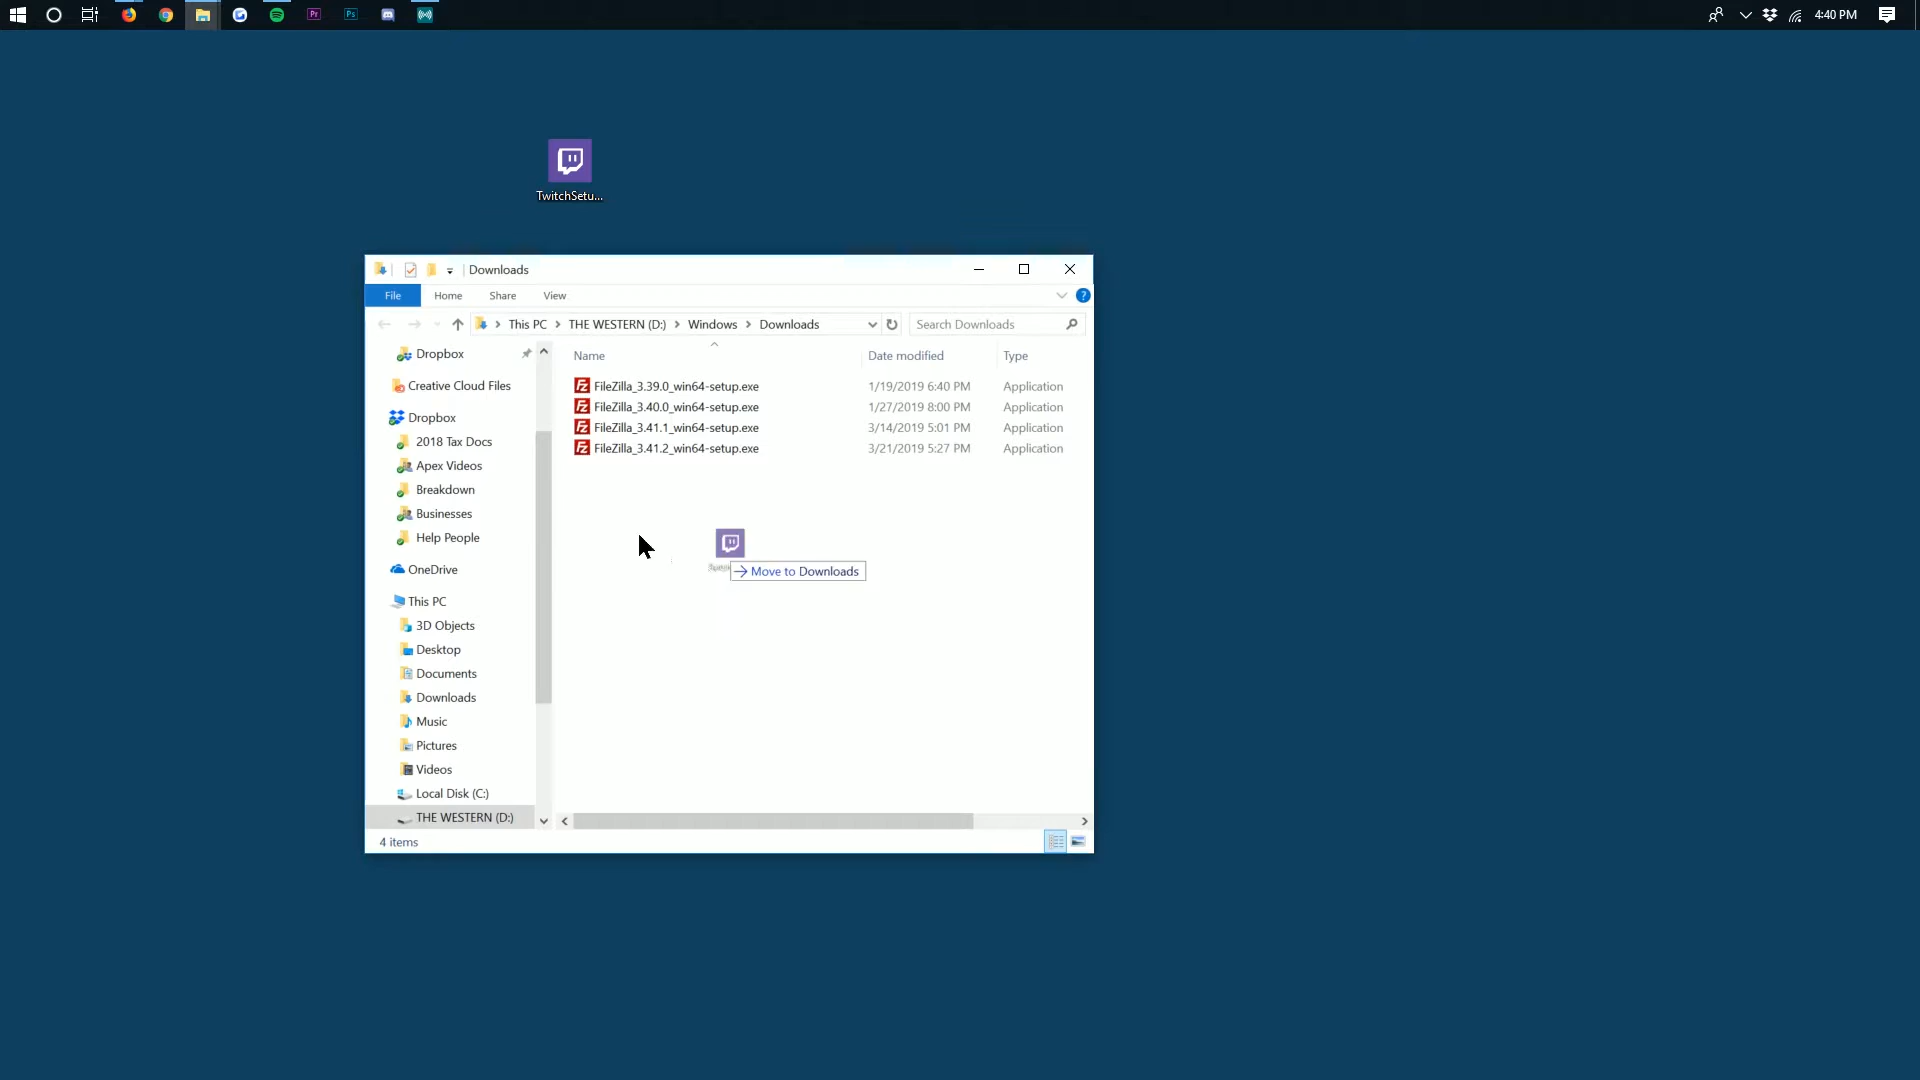 Pr
Ps
4:40 PM
TwitchSetu...
Downloads
File
Home
Share
View
?
This PC
THE WESTERN (D:)
Windows
Downloads
Search Downloads
Dropbox
Creative Cloud Files
Dropbox
2018 Tax Docs
Apex Videos
Breakdown
Businesses
Help People
OneDrive
This PC
3D Objects
Desktop
Documents
Downloads
Music
Pictures
Videos
Local Disk (C:)
THE WESTERN (D:)
Name
Date modified
Type
FileZilla_3.39.0_win64-setup.exe 1/19/2019 6:40 PM Application
FileZilla_3.40.0_win64-setup.exe 1/27/2019 8:00 PM Application
FileZilla_3.41.1_win64-setup.exe 3/14/2019 5:01 PM Application
FileZilla_3.41.2_win64-setup.exe 3/21/2019 5:27 PM Application
Move to Downloads
4 items